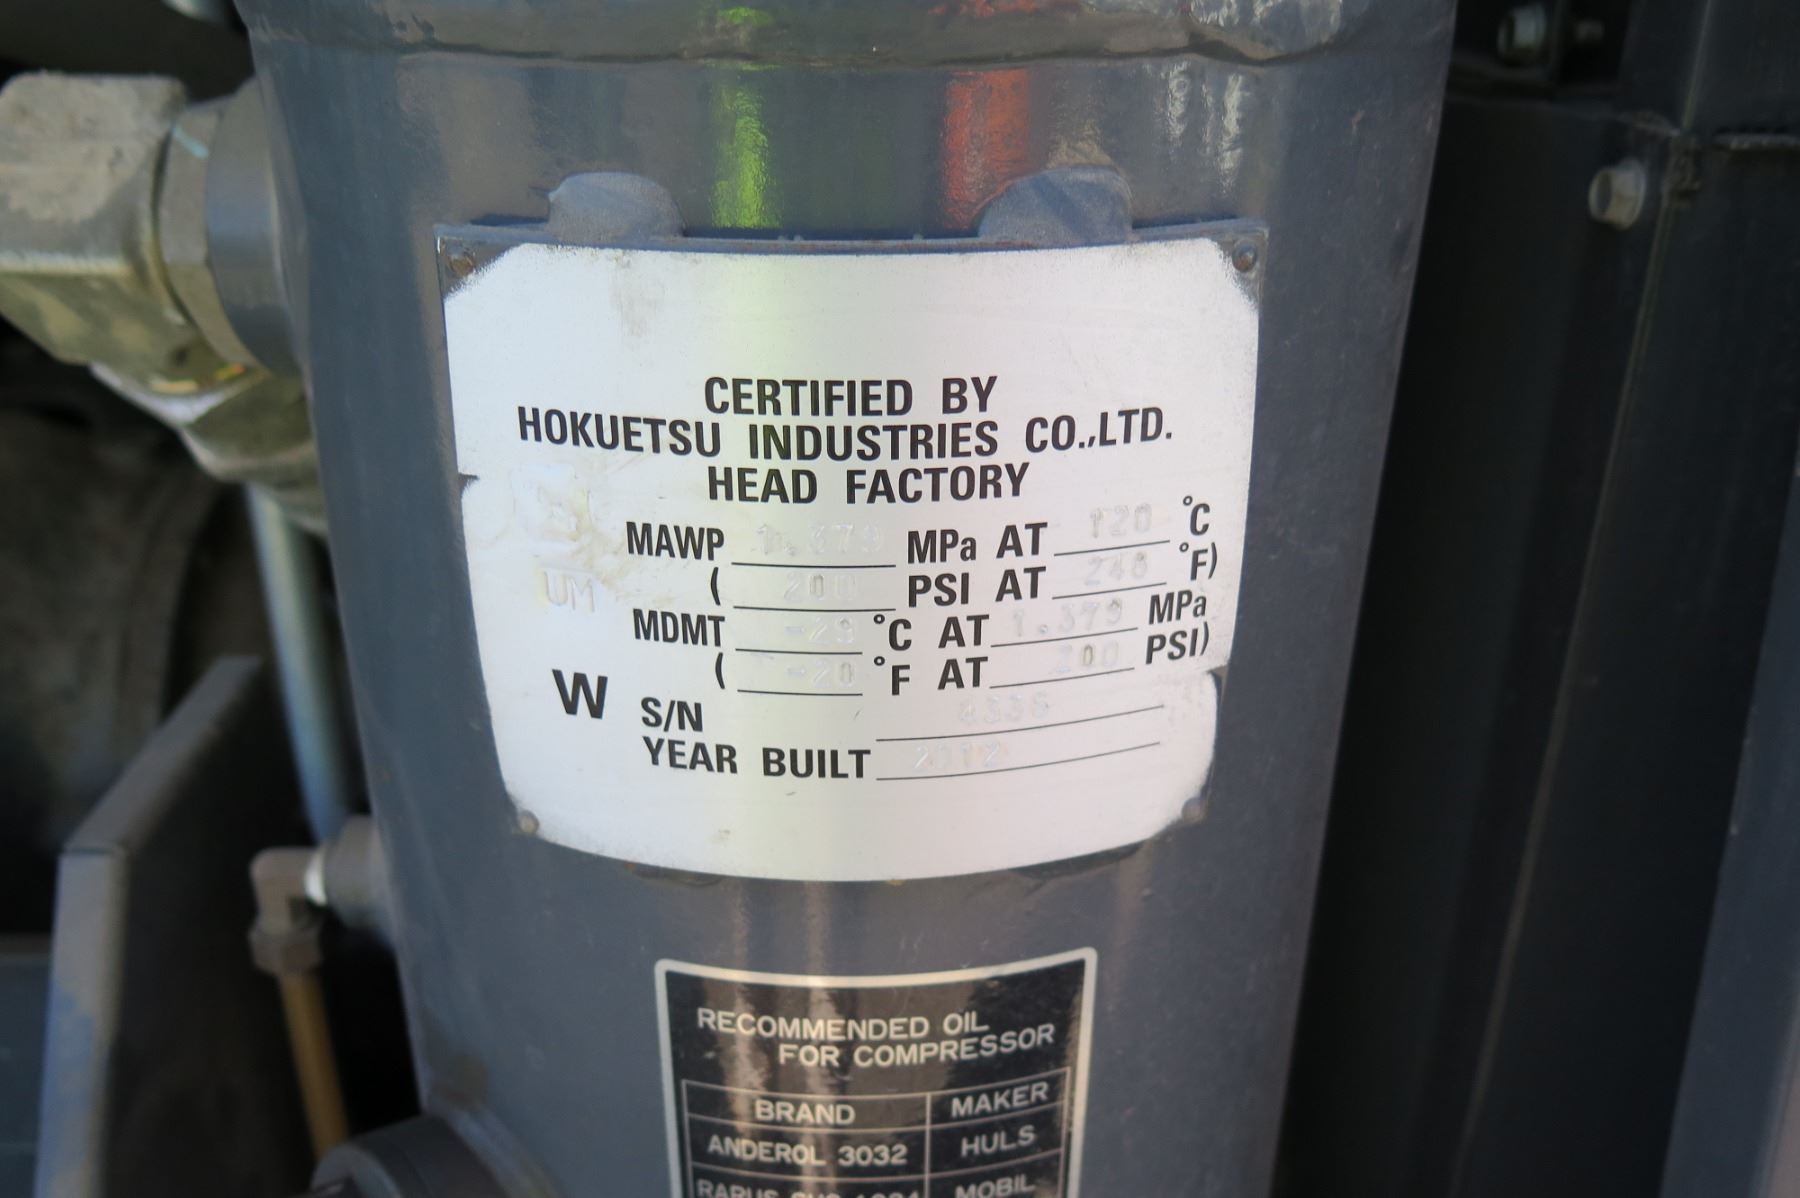 CERTIFIED BY
HOKUETSU INDUSTRIES CO.,LTD.
HEAD FACTORY
MAWP 1.379 MPa AT 120 °C
( 200 PSI AT 248 °F)
UM
MDMT -29 °C AT 1.379 MPa
( -20 °F AT 200 PSI)
W S/N 4336
YEAR BUILT 2012
RECOMMENDED OIL
FOR COMPRESSOR
BRAND MAKER
ANDEROL 3032 HULS
RARUS MOBIL